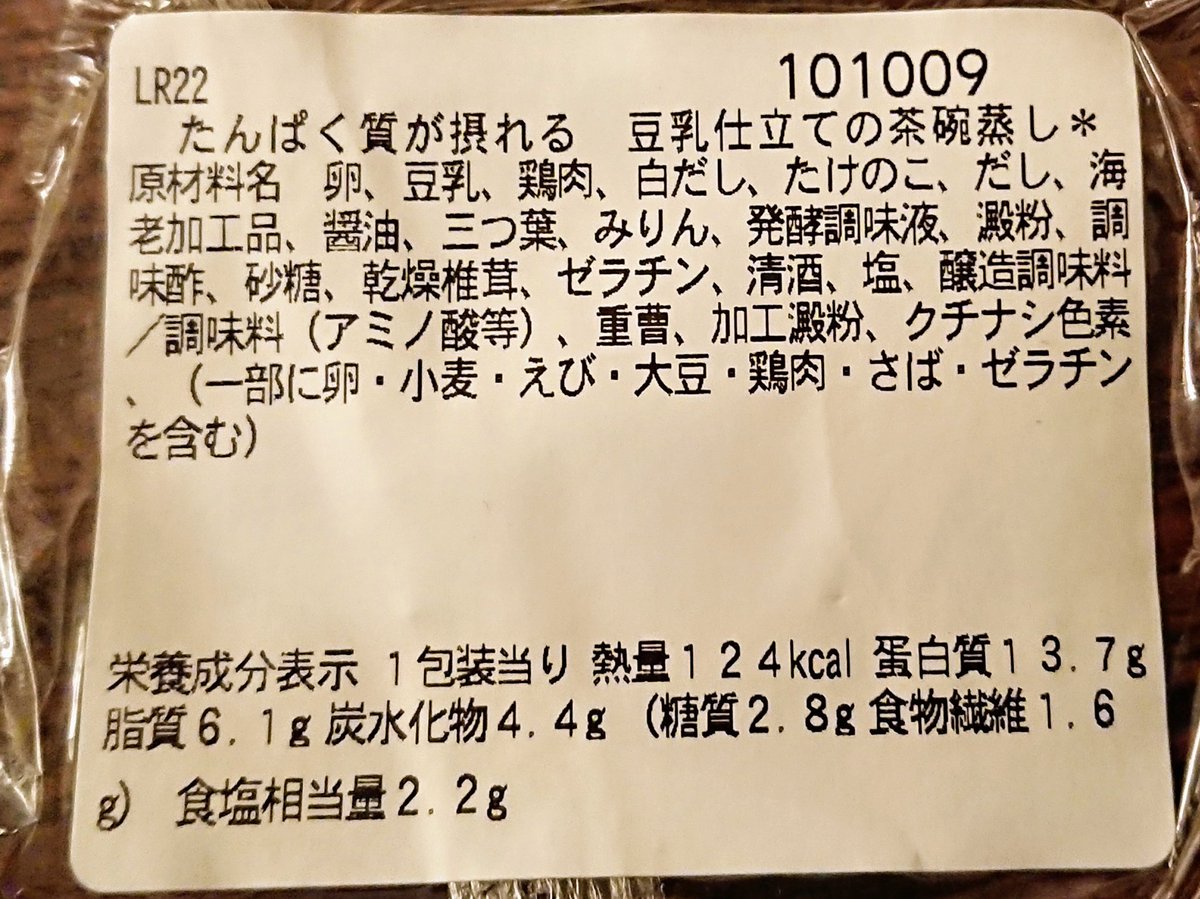 LR22 101009
たんぱく質が摂れる 豆乳仕立ての茶碗蒸し*
原材料名 卵、豆乳、鶏肉、白だし、たけのこ、だし、海
老加工品、醤油、三つ葉、みりん、発酵調味液、澱粉、調
味酢、砂糖、乾燥椎茸、ゼラチン、清酒、塩、醸造調味料
/調味料(アミノ酸等)、重曹、加工澱粉、クチナシ色素
、(一部に卵・小麦・えび・大豆・鶏肉・さば・ゼラチン
を含む)
栄養成分表示 1包装当り 熱量124kcal 蛋白質13.7g
脂質6.1g 炭水化物4.4g (糖質2.8g 食物繊維1.6
g) 食塩相当量2.2g